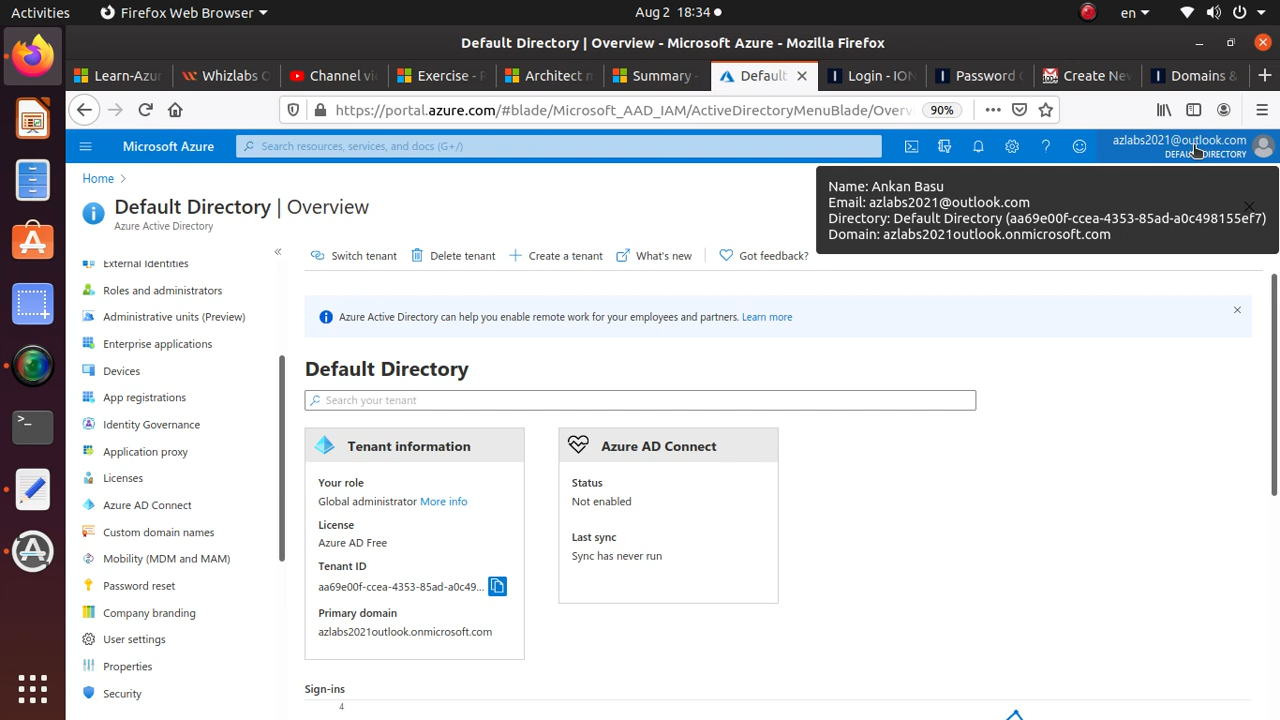 Activities
Firefox Web Browser
Aug 2 18:34
en
Default Directory | Overview - Microsoft Azure - Mozilla Firefox
Learn-Azur
Whizlabs O
Channel vi
Exercise - R
Architect m
Summary -
Default
Login - ION
Password C
Create Nev
Domains &
https://portal.azure.com/#blade/Microsoft_AAD_IAM/ActiveDirectoryMenuBlade/Overv
90%
Microsoft Azure
Search resources, services, and docs (G+/)
azlabs2021@outlook.com
DEFAULT DIRECTORY
Name: Ankan Basu
Email: azlabs2021@outlook.com
Directory: Default Directory (aa69e00f-ccea-4353-85ad-a0c498155ef7)
Domain: azlabs2021outlook.onmicrosoft.com
Home
Default Directory | Overview
Azure Active Directory
Switch tenant
Delete tenant
Create a tenant
What's new
Got feedback?
External Identities
Roles and administrators
Administrative units (Preview)
Enterprise applications
Devices
App registrations
Identity Governance
Application proxy
Licenses
Azure AD Connect
Custom domain names
Mobility (MDM and MAM)
Password reset
Company branding
User settings
Properties
Security
Azure Active Directory can help you enable remote work for your employees and partners. Learn more
Default Directory
Search your tenant
Tenant information
Your role
Global administrator More info
License
Azure AD Free
Tenant ID
aa69e00f-ccea-4353-85ad-a0c49...
Primary domain
azlabs2021outlook.onmicrosoft.com
Azure AD Connect
Status
Not enabled
Last sync
Sync has never run
Sign-ins
4